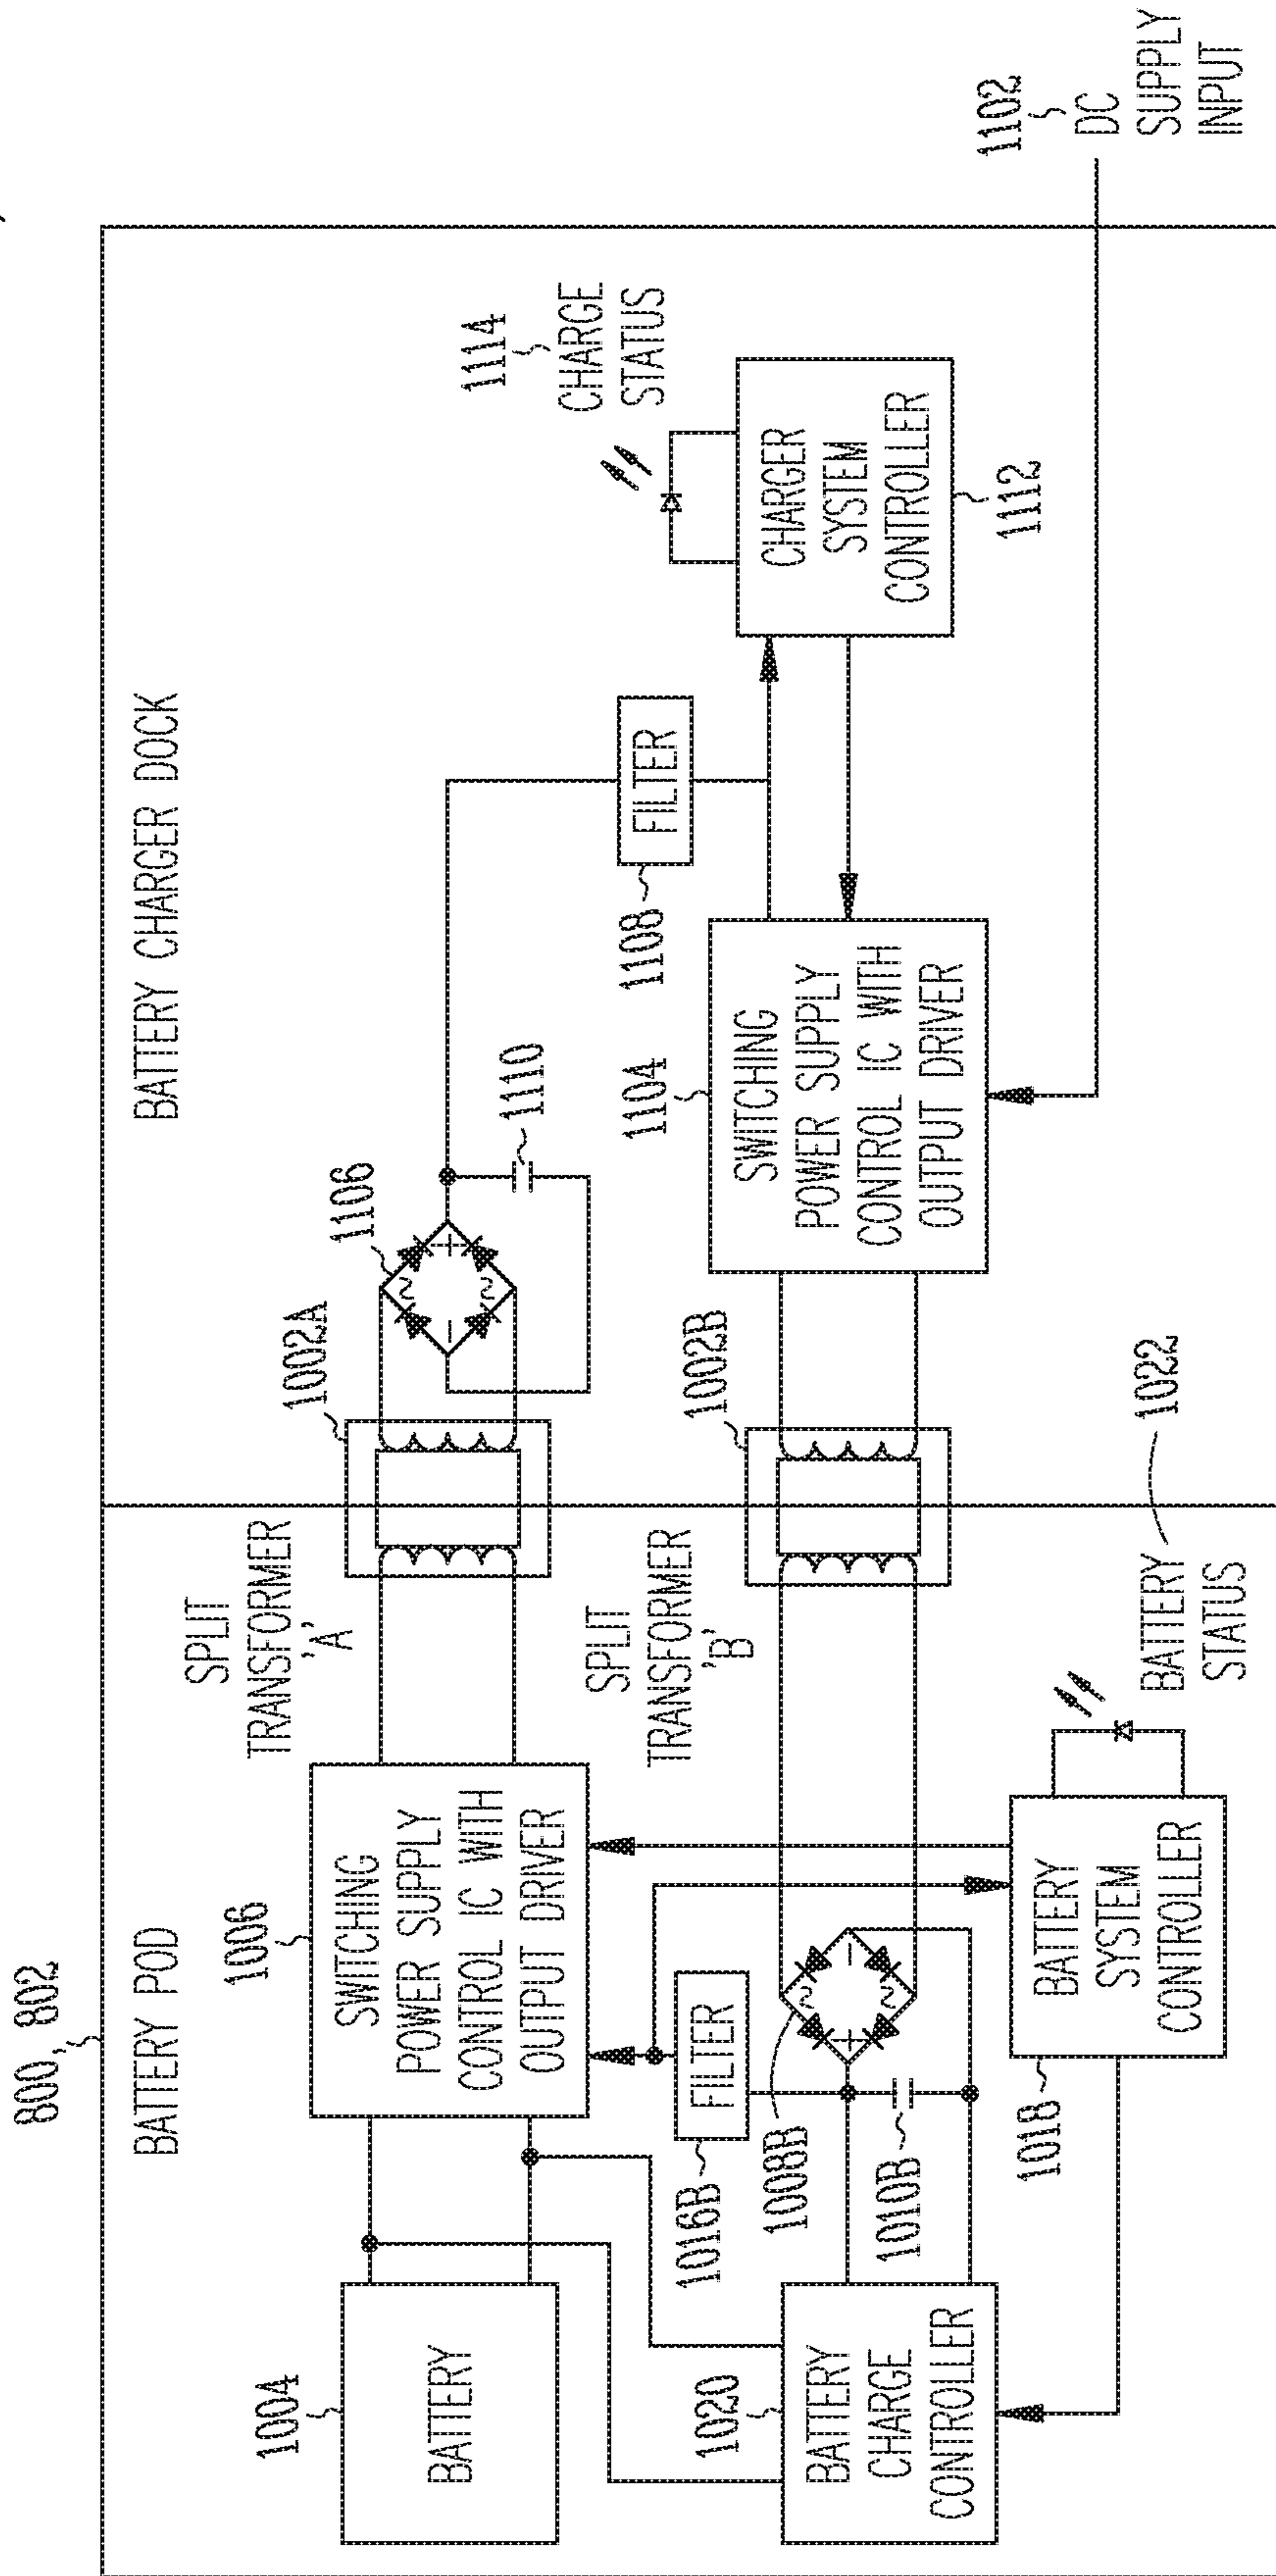 800, 802
BATTERY POD
BATTERY CHARGER DOCK
1004
BATTERY
1006
SWITCHING
POWER SUPPLY
CONTROL IC WITH
OUTPUT DRIVER
SPLIT
TRANSFORMER
'A'
1002A
1106
~
~
+
−
1110
FILTER
1108
1114
CHARGE
STATUS
CHARGER
SYSTEM
CONTROLLER
1112
1104
SWITCHING
POWER SUPPLY
CONTROL IC WITH
OUTPUT DRIVER
1102
DC
SUPPLY
INPUT
SPLIT
TRANSFORMER
'B'
1002B
FILTER
1016B
1008B
~
~
+
−
1010B
1020
BATTERY
CHARGE
CONTROLLER
1018
BATTERY
SYSTEM
CONTROLLER
BATTERY
STATUS
1022